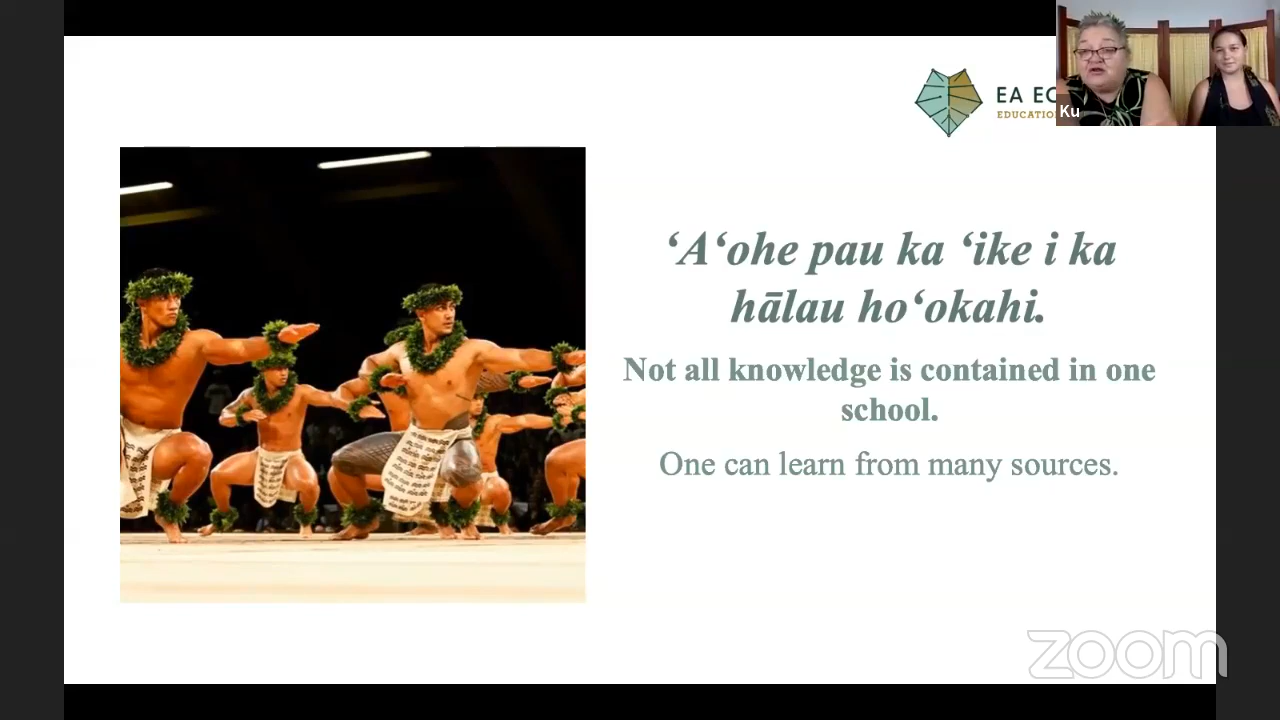 EA
EDUCATIO
Ku
‘A‘ohe pau ka ‘ike i ka
hālau ho‘okahi.
Not all knowledge is contained in one
school.
One can learn from many sources.
zoom